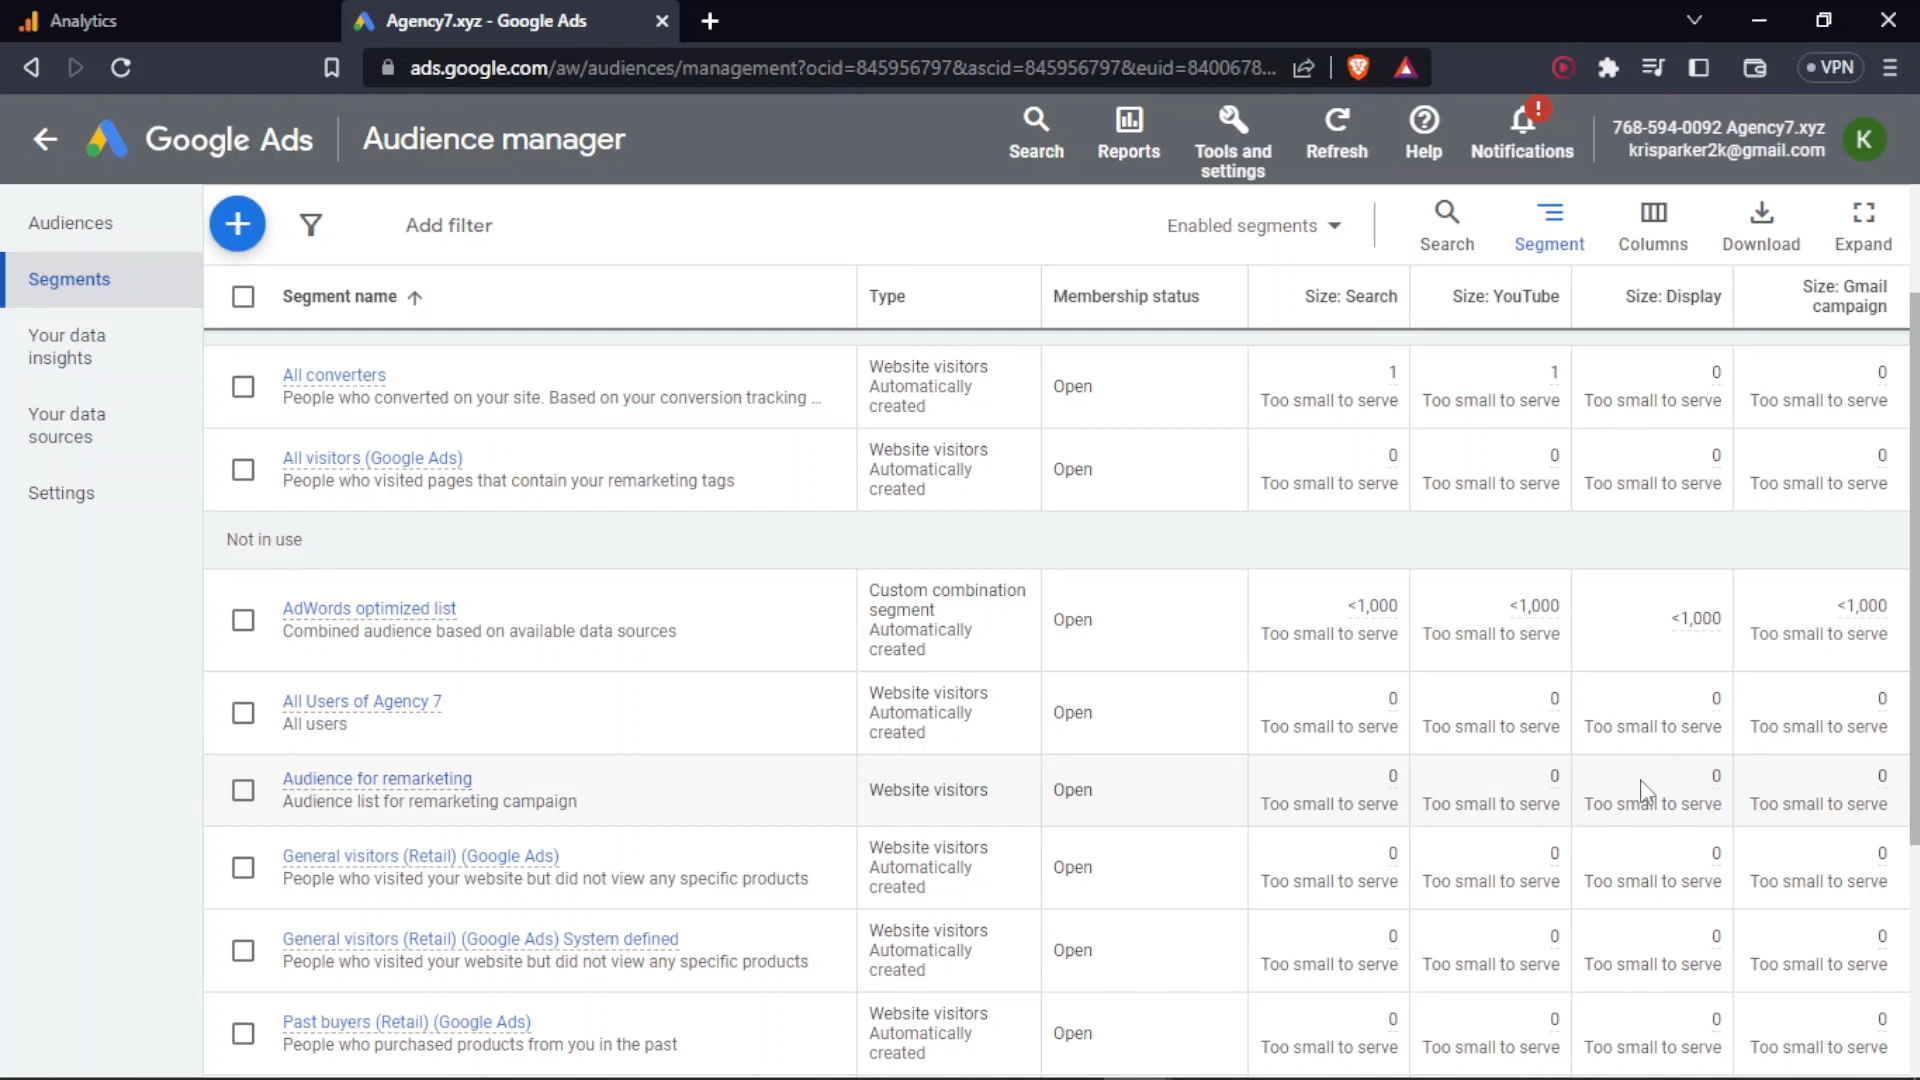 Analytics
Agency7.xyz - Google Ads
ads.google.com/aw/audiences/management?ocid=845956797&ascid=845956797&euid=8400678...
VPN
Google Ads
Audience manager
Search
Reports
Tools and
settings
Refresh
Help
!
Notifications
768-594-0092 Agency7.xyz
krisparker2k@gmail.com
K
Audiences
Segments
Your data
insights
Your data
sources
Settings
Add filter
Enabled segments
Search
Segment
Columns
Download
Expand
Segment name
Type
Membership status
Size: Search
Size: YouTube
Size: Display
Size: Gmail
campaign
All converters
People who converted on your site. Based on your conversion tracking ...
Website visitors
Automatically
created
Open
1
Too small to serve
1
Too small to serve
0
Too small to serve
0
Too small to serve
All visitors (Google Ads)
People who visited pages that contain your remarketing tags
Website visitors
Automatically
created
Open
0
Too small to serve
0
Too small to serve
0
Too small to serve
0
Too small to serve
Not in use
AdWords optimized list
Combined audience based on available data sources
Custom combination
segment
Automatically
created
Open
<1,000
Too small to serve
<1,000
Too small to serve
<1,000
<1,000
Too small to serve
All Users of Agency 7
All users
Website visitors
Automatically
created
Open
0
Too small to serve
0
Too small to serve
0
Too small to serve
0
Too small to serve
Audience for remarketing
Audience list for remarketing campaign
Website visitors
Open
0
Too small to serve
0
Too small to serve
0
Too small to serve
0
Too small to serve
General visitors (Retail) (Google Ads)
People who visited your website but did not view any specific products
Website visitors
Automatically
created
Open
0
Too small to serve
0
Too small to serve
0
Too small to serve
0
Too small to serve
General visitors (Retail) (Google Ads) System defined
People who visited your website but did not view any specific products
Website visitors
Automatically
created
Open
0
Too small to serve
0
Too small to serve
0
Too small to serve
0
Too small to serve
Past buyers (Retail) (Google Ads)
People who purchased products from you in the past
Website visitors
Automatically
created
Open
0
Too small to serve
0
Too small to serve
0
Too small to serve
0
Too small to serve